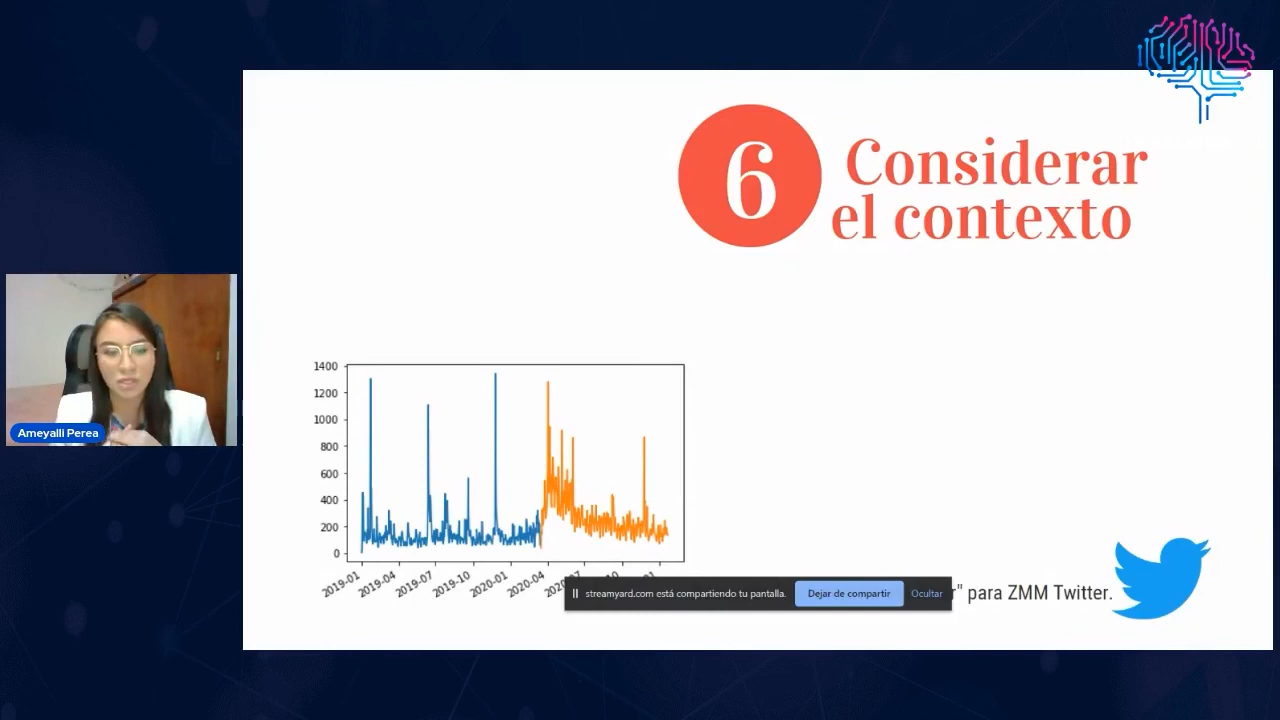 6
Considerar
el contexto
Ameyalli Perea
1400
1200
1000
800
600
400
200
0
2019-01
2019-04
2019-07
2019-10
2020-01
2020-04
streamyard.com está compartiendo tu pantalla.
Dejar de compartir
Ocultar
" para ZMM Twitter.